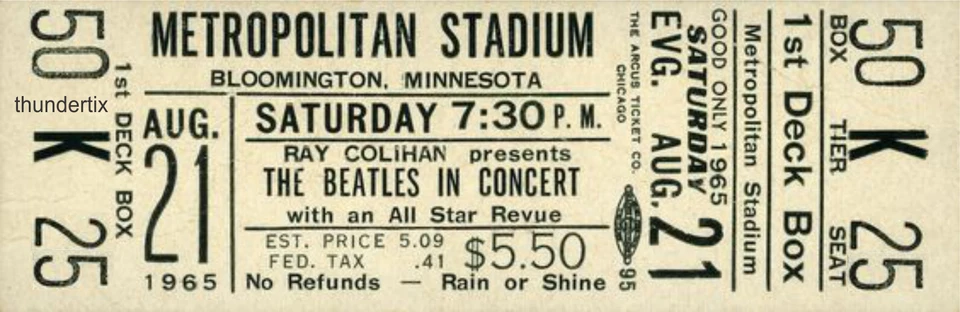 50 K 25
thundertix
1st DECK BOX
METROPOLITAN STADIUM
BLOOMINGTON, MINNESOTA
AUG.
21
1965
SATURDAY 7:30 P. M.
RAY COLIHAN presents
THE BEATLES IN CONCERT
with an All Star Revue
EST. PRICE 5.09
FED. TAX .41
$5.50
No Refunds — Rain or Shine
THE ARCUS TICKET CO.
CHICAGO
95
GOOD ONLY 1965
SATURDAY
EVG. AUG. 21
Metropolitan Stadium
1st Deck Box
BOX TIER SEAT
50 K 25